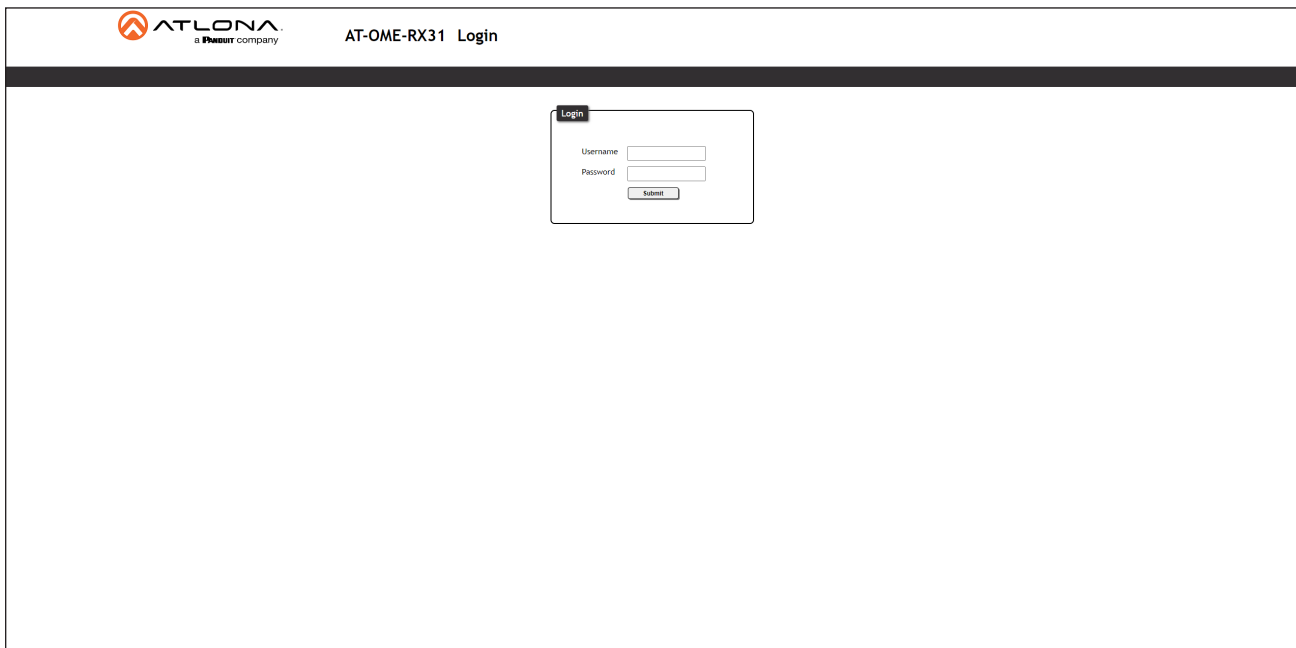 ATLONA.
a PANDUIT company
AT-OME-RX31 Login
Login
Username
Password
Submit